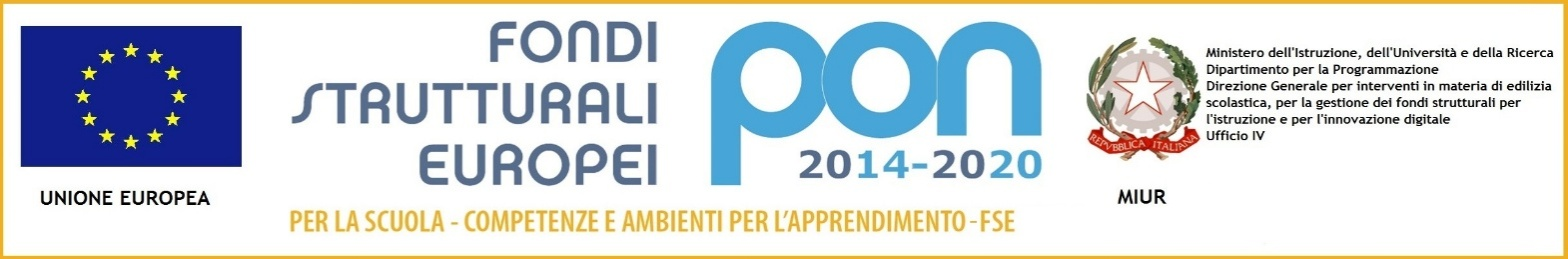 UNIONE EUROPEA
FONDI
STRUTTURALI
EUROPEI
pon
2014-2020
PER LA SCUOLA - COMPETENZE E AMBIENTI PER L'APPRENDIMENTO-FSE
REPVBBLICA ITALIANA
MIUR
Ministero dell'Istruzione, dell'Università e della Ricerca
Dipartimento per la Programmazione
Direzione Generale per interventi in materia di edilizia
scolastica, per la gestione dei fondi strutturali per
l'istruzione e per l'innovazione digitale
Ufficio IV